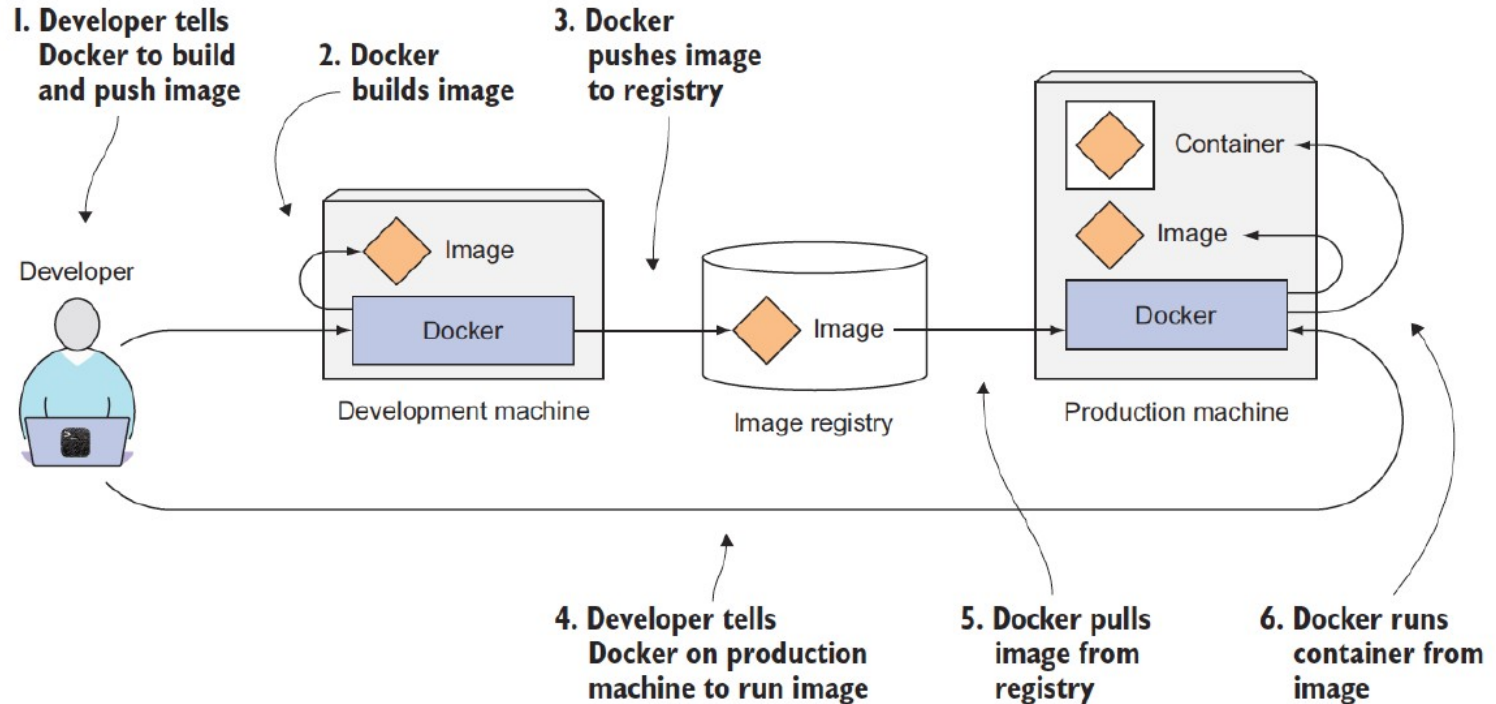 1. Developer tells
Docker to build
and push image
2. Docker
builds image
3. Docker
pushes image
to registry
Developer
Image
Docker
Development machine
Image
Image registry
Container
Image
Docker
Production machine
4. Developer tells
Docker on production
machine to run image
5. Docker pulls
image from
registry
6. Docker runs
container from
image